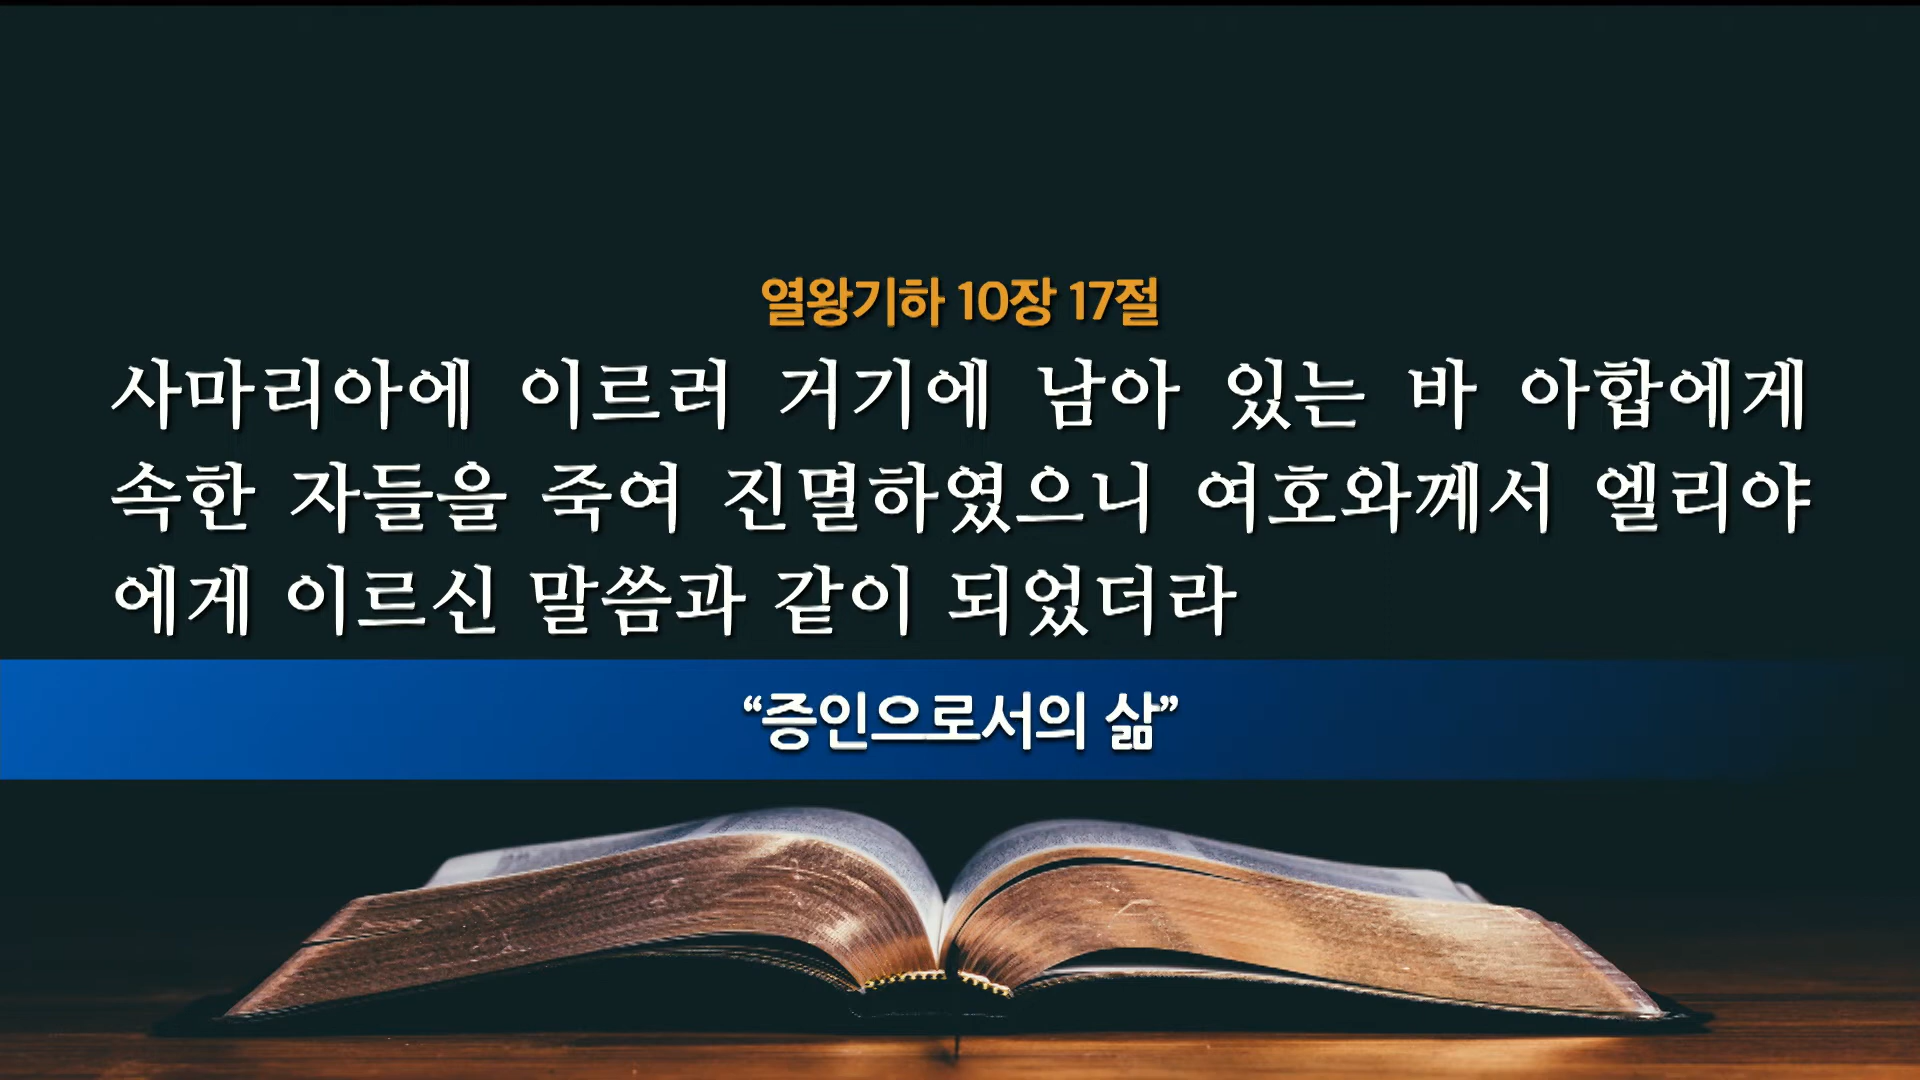 열왕기하 10장 17절
사마리아에 이르러 거기에 남아 있는 바 아합에게
속한 자들을 죽여 진멸하였으니 여호와께서 엘리야
에게 이르신 말씀과 같이 되었더라
“증인으로서의 삶”